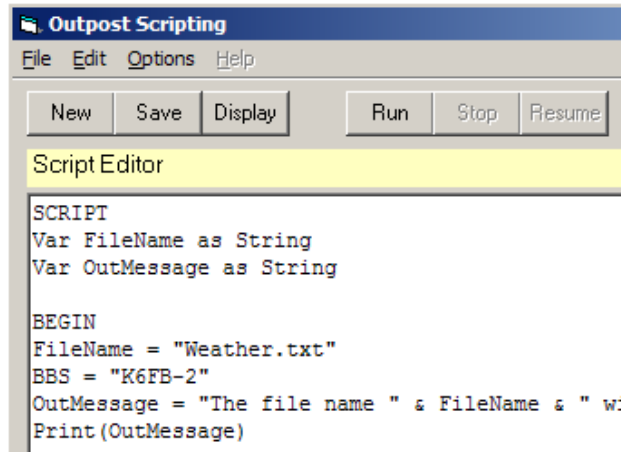 Outpost Scripting
File Edit Options Help
New Save Display Run Stop Resume
Script Editor
SCRIPT
Var FileName as String
Var OutMessage as String
BEGIN
FileName = "Weather.txt"
BBS = "K6FB-2"
OutMessage = "The file name " & FileName & "
Print(OutMessage)